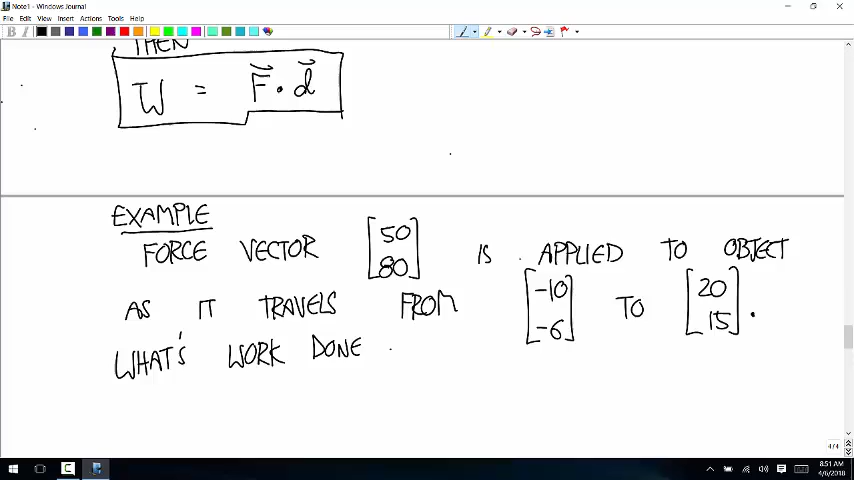 Note1 - Windows Journal
File Edit View Insert Actions Tools Help
B I
THEN
W = F · d
EXAMPLE
FORCE VECTOR [50 80] IS APPLIED TO OBJECT
AS IT TRAVELS FROM [-10 -6] TO [20 15].
WHAT'S WORK DONE
4/4
8:51 AM
4/6/2018